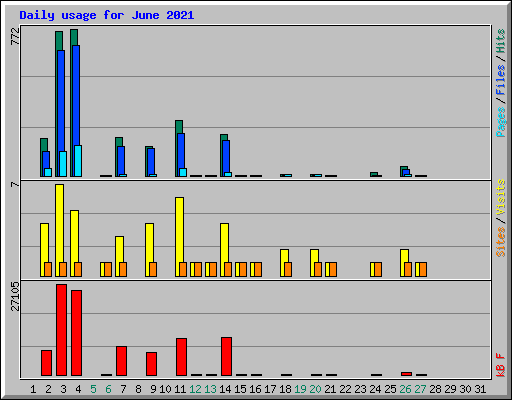 Daily usage for June 2021
772
Pages / Files / Hits
7
Sites / Visits
27105
kB F
1 2 3 4 5 6 7 8 9 10 11 12 13 14 15 16 17 18 19 20 21 22 23 24 25 26 27 28 29 30 31